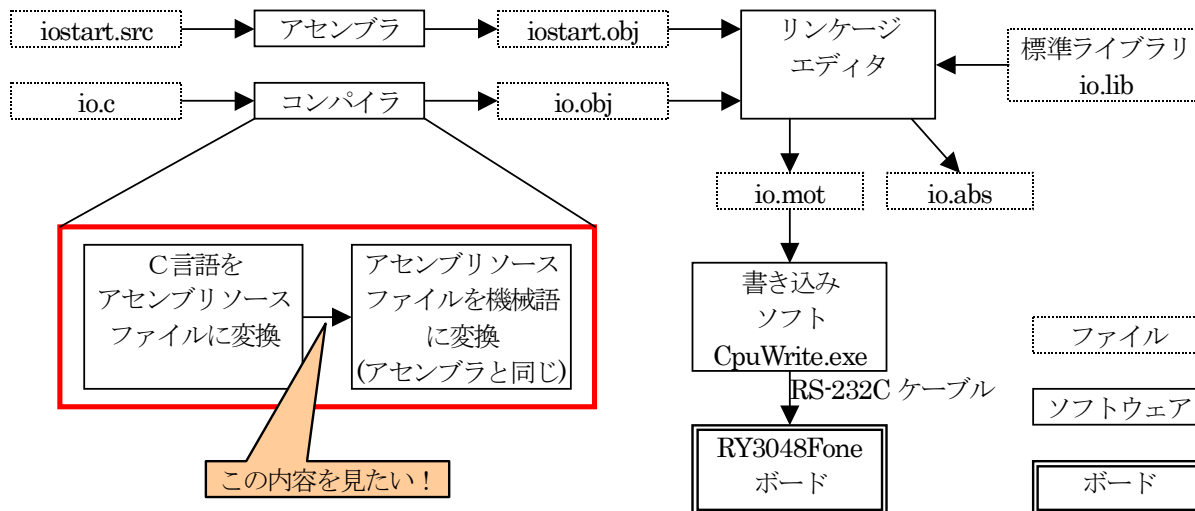 iostart.src
アセンブラ
iostart.obj
リンケージ
エディタ
標準ライブラリ
io.lib
io.c
コンパイラ
io.obj
io.mot
io.abs
C言語を
アセンブリソース
ファイルに変換
アセンブリソース
ファイルを機械語
に変換
(アセンブラと同じ)
この内容を見たい！
書き込み
ソフト
CpuWrite.exe
RS-232C ケーブル
RY3048Fone
ボード
ファイル
ソフトウェア
ボード